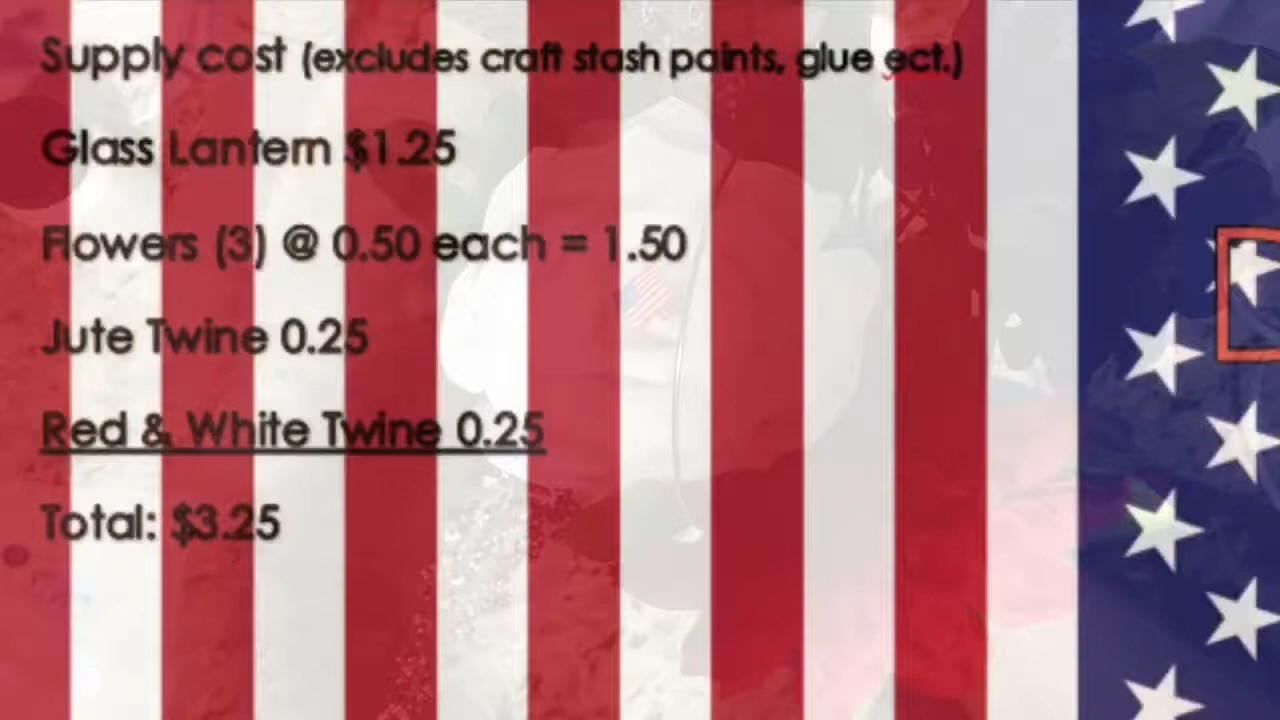 Supply cost (excludes craft stash paints, glue ect.)
Glass Lantern $1.25
Flowers (3) @ 0.50 each = 1.50
Jute Twine 0.25
Red & White Twine 0.25
Total: $3.25